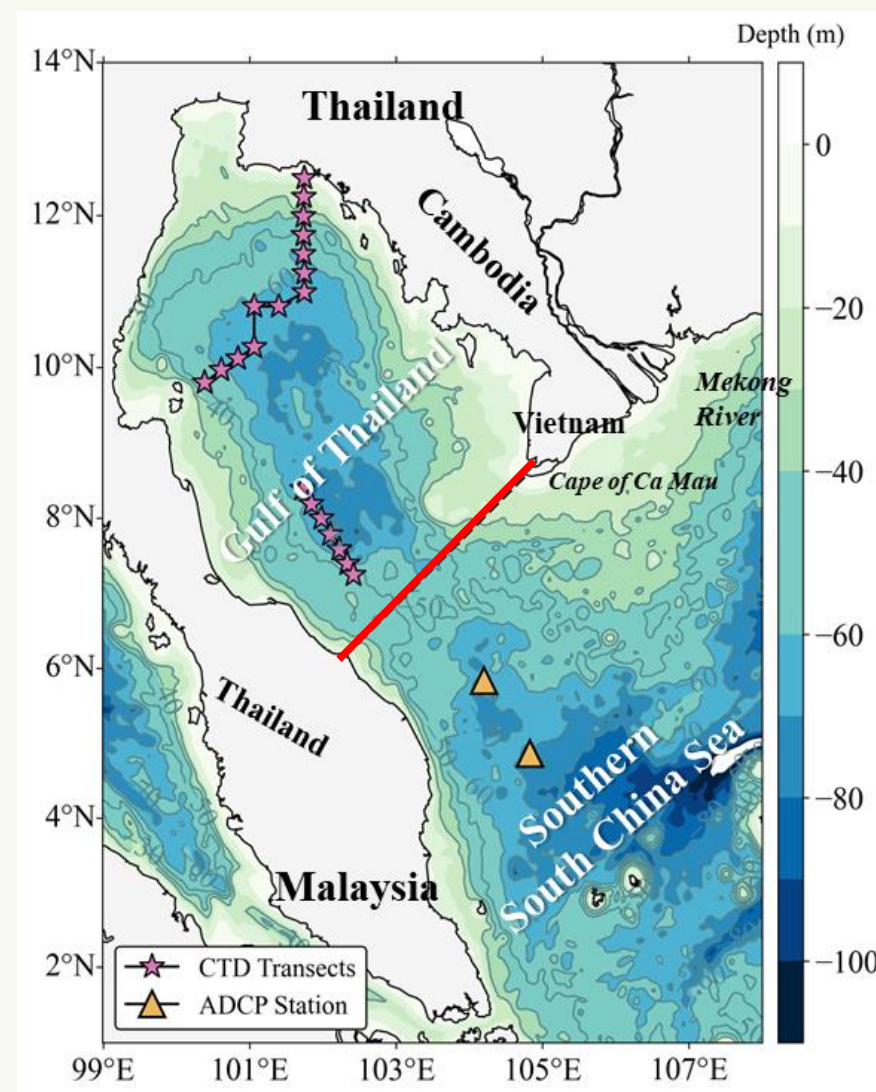 Depth (m)
14°N
12°N
10°N
8°N
6°N
4°N
2°N
99°E
101°E
103°E
105°E
107°E
0
−20
−40
−60
−80
−100
Thailand
Cambodia
Vietnam
Mekong
River
Cape of Ca Mau
Gulf of Thailand
Thailand
Malaysia
Southern
South China Sea
60
40
50
CTD Transects
ADCP Station